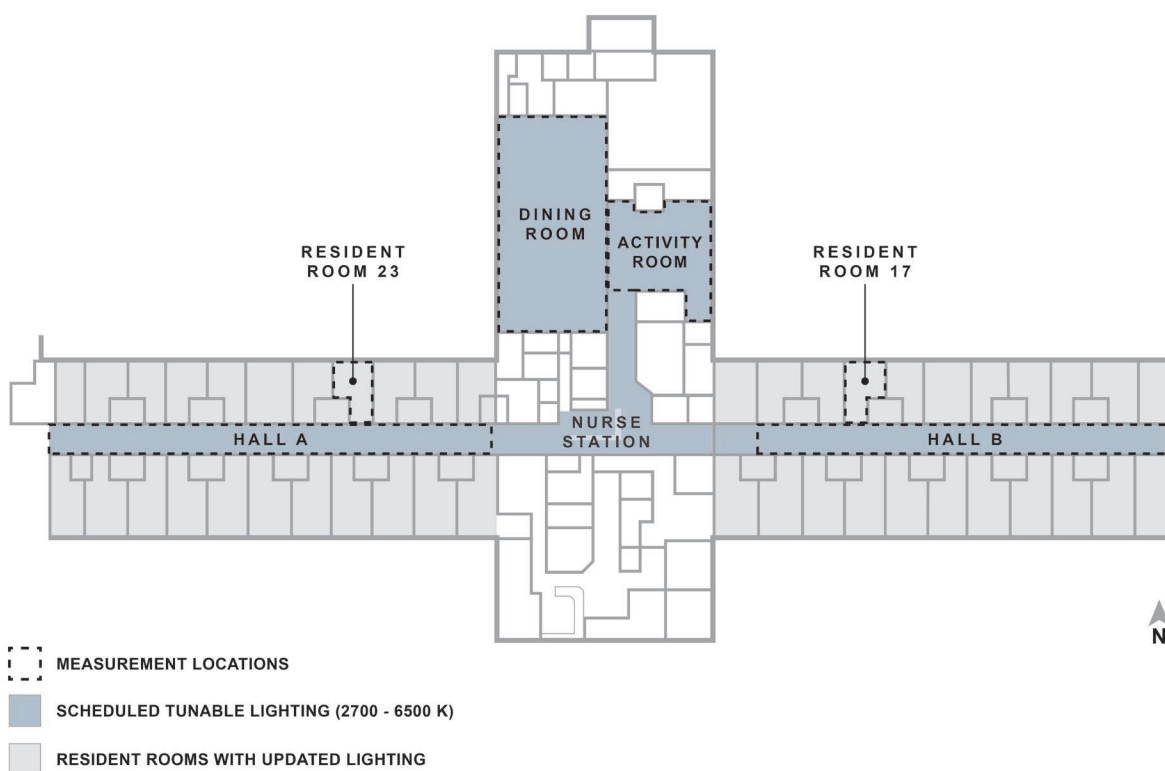 DINING
ROOM
ACTIVITY
ROOM
RESIDENT
ROOM 23
RESIDENT
ROOM 17
HALL A
NURSE
STATION
HALL B
N
MEASUREMENT LOCATIONS
SCHEDULED TUNABLE LIGHTING (2700 - 6500 K)
RESIDENT ROOMS WITH UPDATED LIGHTING